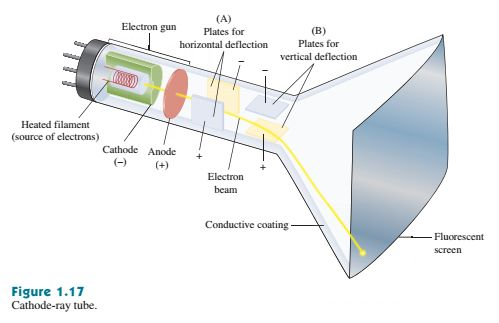 Electron gun
(A)
Plates for
horizontal deflection
(B)
Plates for
vertical deflection
–
–
Heated filament
(source of electrons)
Cathode
(–)
Anode
(+)
+
+
Electron
beam
Conductive coating
Fluorescent
screen
Figure 1.17
Cathode-ray tube.